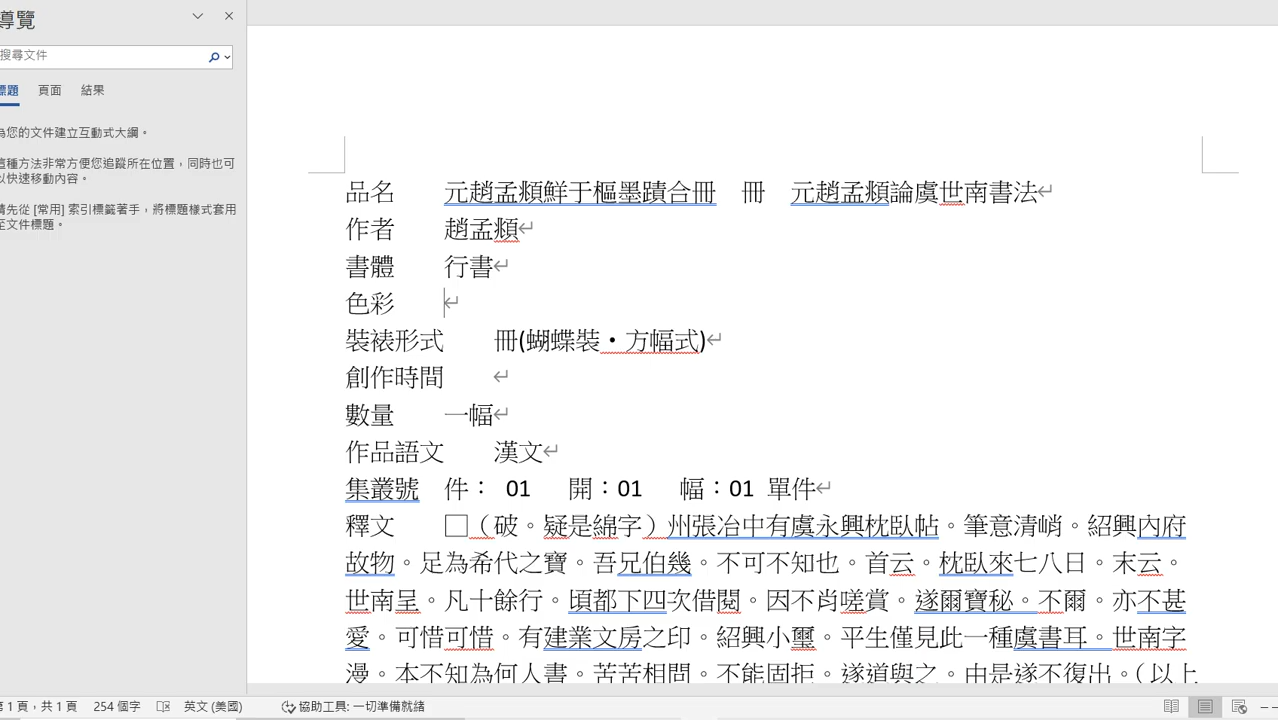 導覽
搜尋文件
標題 頁面 結果
為您的文件建立互動式大綱。
這種方法非常方便您追蹤所在位置，同時也可
以快速移動內容。
請先從 [常用] 索引標籤著手，將標題樣式套用
至文件標題。
品名 元趙孟頫鮮于樞墨蹟合冊 冊 元趙孟頫論虞世南書法
作者 趙孟頫
書體 行書
色彩
裝裱形式 冊(蝴蝶裝·方幅式)
創作時間
數量 一幅
作品語文 漢文
集叢號 件： 01 開：01 幅：01 單件
釋文 □（破。疑是綿字）州張冶中有虞永興枕臥帖。筆意清峭。紹興內府
故物。足為希代之寶。吾兄伯幾。不可不知也。首云。枕臥來七八日。末云。
世南呈。凡十餘行。頃都下四次借閱。因不肖嗟賞。遂爾寶秘。不爾。亦不甚
愛。可惜可惜。有建業文房之印。紹興小璽。平生僅見此一種虞書耳。世南字
漫。本不知為何人書。苦苦相問。不能固拒。遂道與之。由是遂不復出。（以上
第 1 頁，共 1 頁 254 個字 英文 (美國) 協助工具: 一切準備就緒